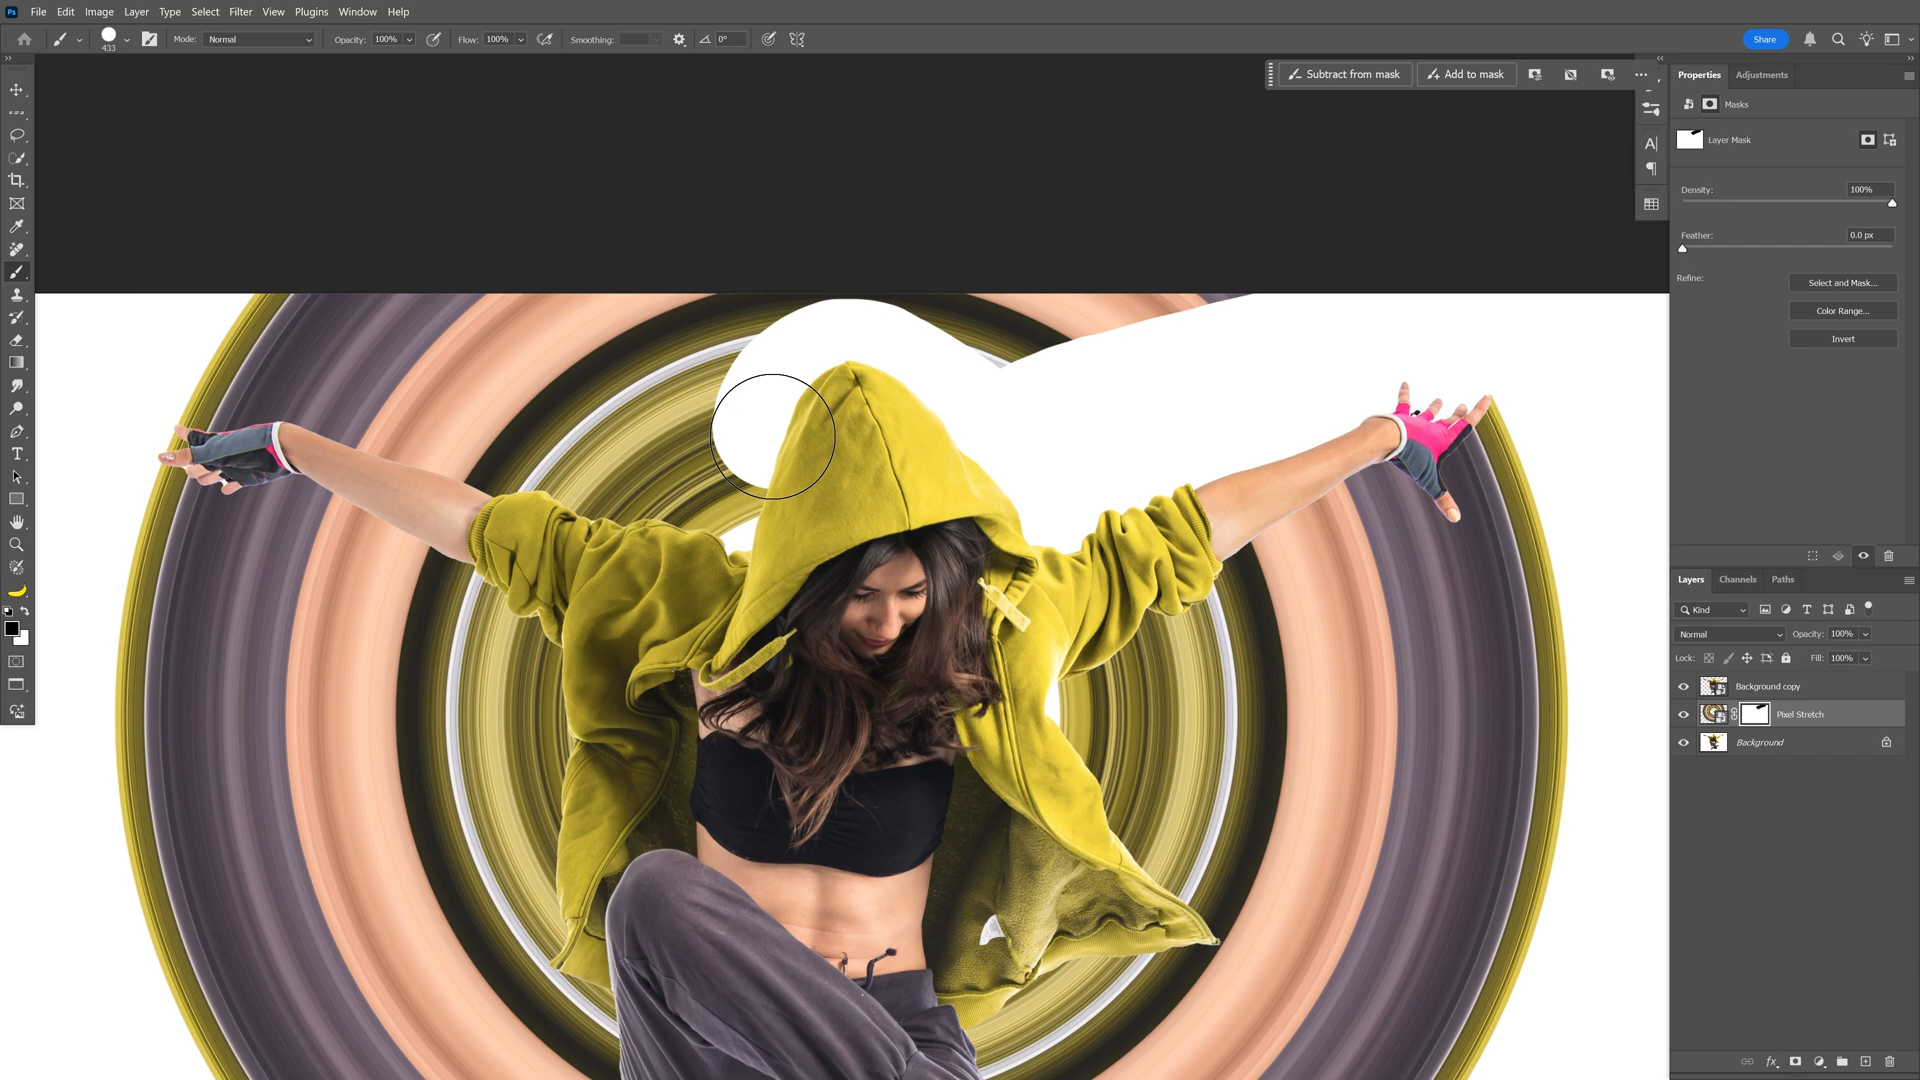 Ps File Edit Image Layer Type Select Filter View Plugins Window Help
433 Mode: Normal Opacity: 100% Flow: 100% Smoothing: 0° Share
Subtract from mask Add to mask
Properties Adjustments
Masks
Layer Mask
Density: 100%
Feather: 0.0 px
Refine: Select and Mask...
Color Range...
Invert
Layers Channels Paths
Kind
Normal Opacity: 100%
Lock: Fill: 100%
Background copy
Pixel Stretch
Background